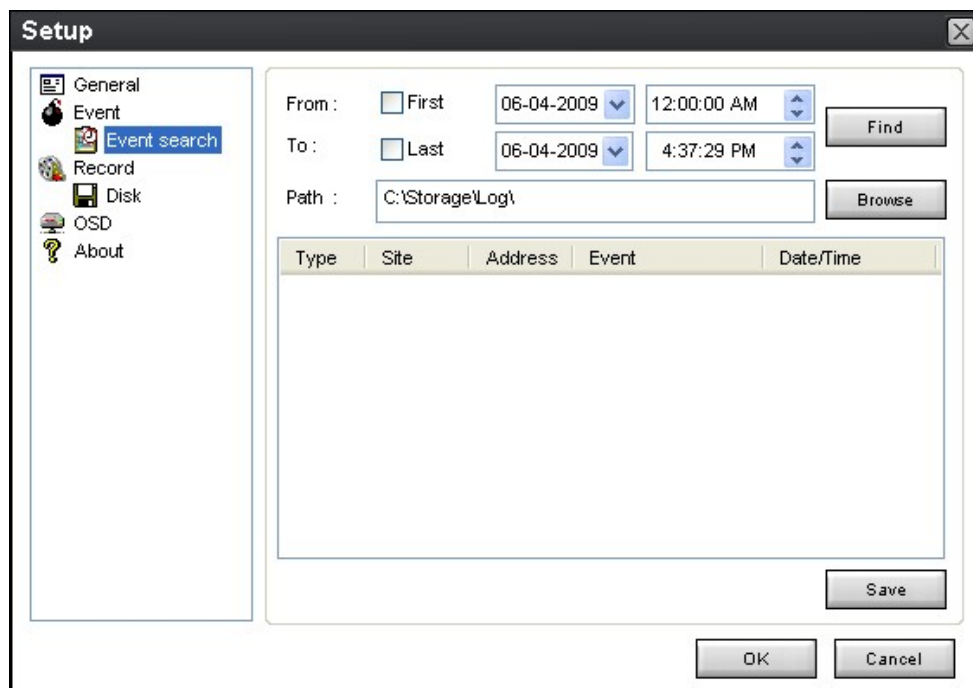 Setup
General
Event
Event search
Record
Disk
OSD
About
From : First 06-04-2009 12:00:00 AM Find
To : Last 06-04-2009 4:37:29 PM
Path : C:\Storage\Log\ Browse
Type Site Address Event Date/Time
Save
OK Cancel